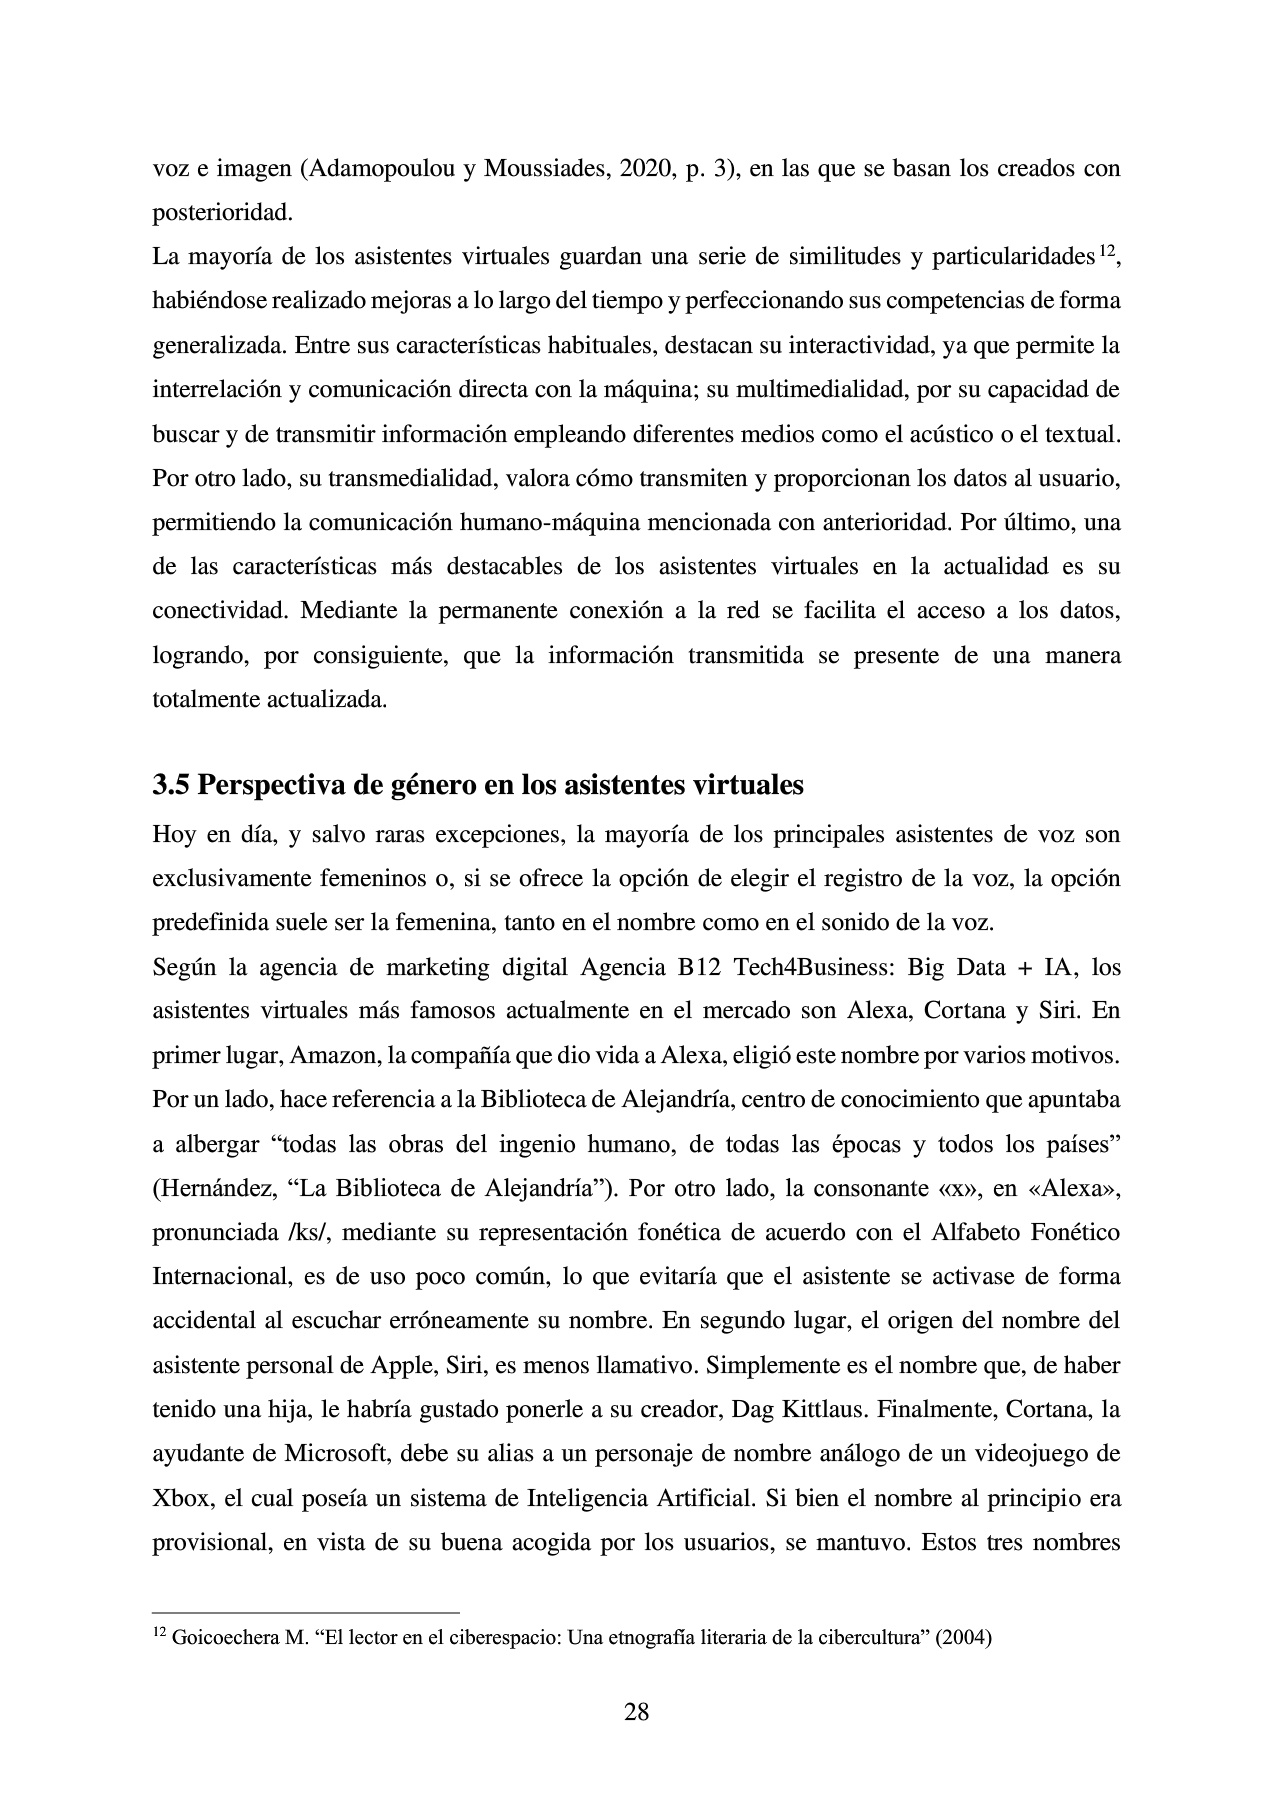 voz e imagen (Adamopoulou y Moussiades, 2020, p. 3), en las que se basan los creados con
posterioridad.
La mayoría de los asistentes virtuales guardan una serie de similitudes y particularidades¹²,
habiéndose realizado mejoras a lo largo del tiempo y perfeccionando sus competencias de forma
generalizada. Entre sus características habituales, destacan su interactividad, ya que permite la
interrelación y comunicación directa con la máquina; su multimedialidad, por su capacidad de
buscar y de transmitir información empleando diferentes medios como el acústico o el textual.
Por otro lado, su transmedialidad, valora cómo transmiten y proporcionan los datos al usuario,
permitiendo la comunicación humano-máquina mencionada con anterioridad. Por último, una
de las características más destacables de los asistentes virtuales en la actualidad es su
conectividad. Mediante la permanente conexión a la red se facilita el acceso a los datos,
logrando, por consiguiente, que la información transmitida se presente de una manera
totalmente actualizada.
3.5 Perspectiva de género en los asistentes virtuales
Hoy en día, y salvo raras excepciones, la mayoría de los principales asistentes de voz son
exclusivamente femeninos o, si se ofrece la opción de elegir el registro de la voz, la opción
predefinida suele ser la femenina, tanto en el nombre como en el sonido de la voz.
Según la agencia de marketing digital Agencia B12 Tech4Business: Big Data + IA, los
asistentes virtuales más famosos actualmente en el mercado son Alexa, Cortana y Siri. En
primer lugar, Amazon, la compañía que dio vida a Alexa, eligió este nombre por varios motivos.
Por un lado, hace referencia a la Biblioteca de Alejandría, centro de conocimiento que apuntaba
a albergar “todas las obras del ingenio humano, de todas las épocas y todos los países”
(Hernández, “La Biblioteca de Alejandría”). Por otro lado, la consonante «x», en «Alexa»,
pronunciada /ks/, mediante su representación fonética de acuerdo con el Alfabeto Fonético
Internacional, es de uso poco común, lo que evitaría que el asistente se activase de forma
accidental al escuchar erróneamente su nombre. En segundo lugar, el origen del nombre del
asistente personal de Apple, Siri, es menos llamativo. Simplemente es el nombre que, de haber
tenido una hija, le habría gustado ponerle a su creador, Dag Kittlaus. Finalmente, Cortana, la
ayudante de Microsoft, debe su alias a un personaje de nombre análogo de un videojuego de
Xbox, el cual poseía un sistema de Inteligencia Artificial. Si bien el nombre al principio era
provisional, en vista de su buena acogida por los usuarios, se mantuvo. Estos tres nombres
¹² Goicoechera M. “El lector en el ciberespacio: Una etnografía literaria de la cibercultura” (2004)
28